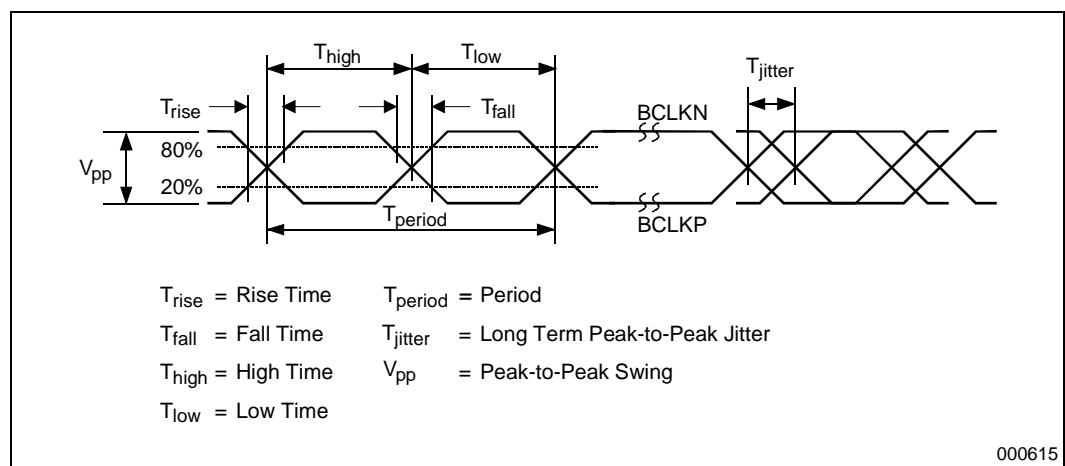 Thigh Tlow
Tjitter
Trise Tfall
BCLKN
80%
Vpp
20%
Tperiod
BCLKP
Trise = Rise Time Tperiod = Period
Tfall = Fall Time Tjitter = Long Term Peak-to-Peak Jitter
Thigh = High Time Vpp = Peak-to-Peak Swing
Tlow = Low Time
000615